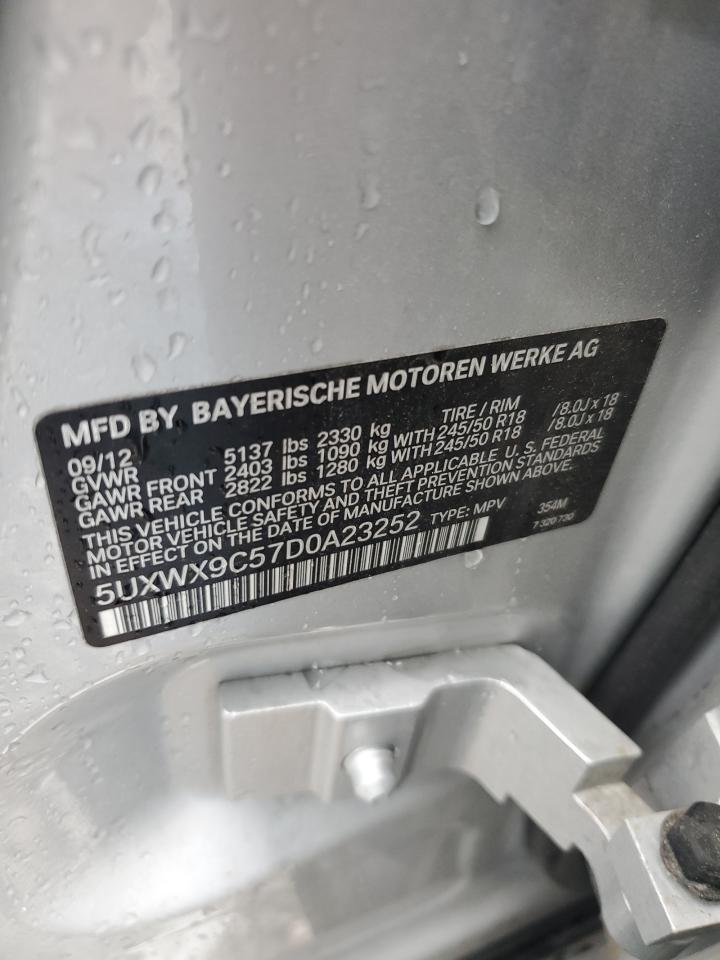 MFD BY BAYERISCHE MOTOREN WERKE AG
09/12
TIRE / RIM
GVWR 5137 lbs 2330 kg
GAWR FRONT 2403 lbs 1090 kg WITH 245/50 R18 /8.0J x 18
GAWR REAR 2822 lbs 1280 kg WITH 245/50 R18 /8.0J x 18
THIS VEHICLE CONFORMS TO ALL APPLICABLE U. S. FEDERAL
MOTOR VEHICLE SAFETY AND THEFT PREVENTION STANDARDS
IN EFFECT ON THE DATE OF MANUFACTURE SHOWN ABOVE.
5UXWX9C57D0A23252 TYPE: MPV 354M
7 320 730